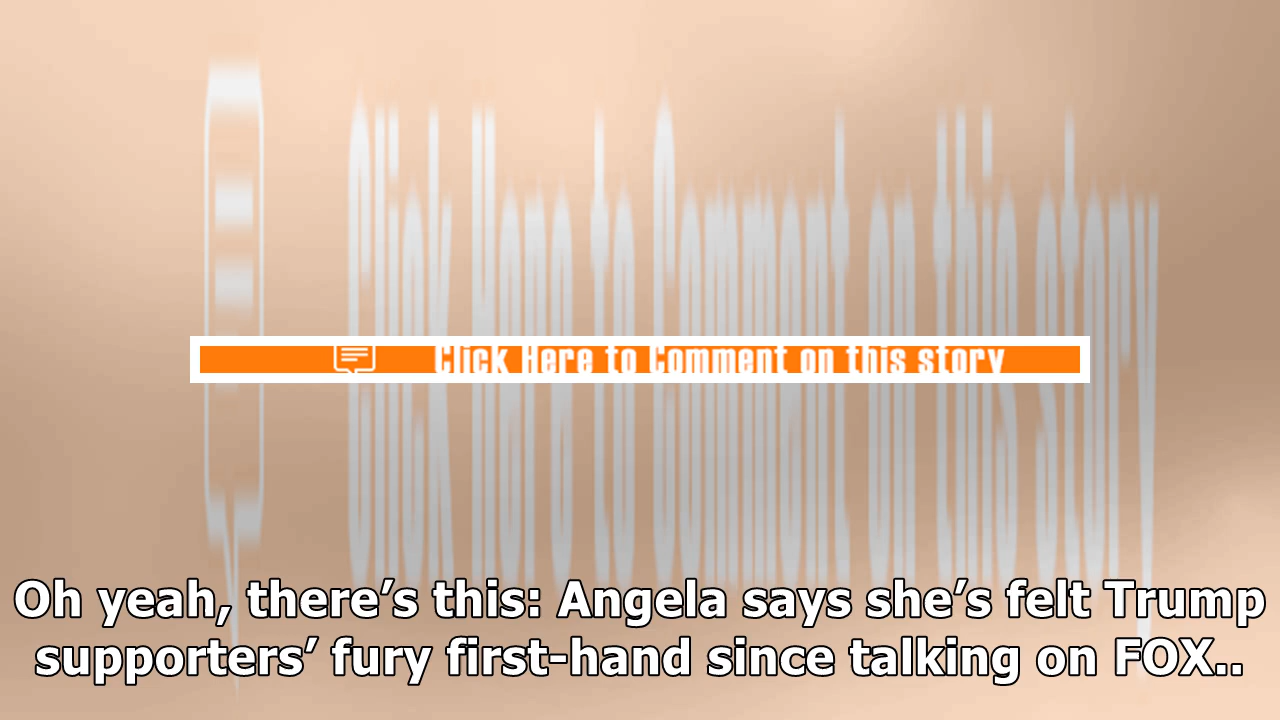 Click Here to Comment on this story
Oh yeah, there’s this: Angela says she’s felt Trump
supporters’ fury first-hand since talking on FOX..